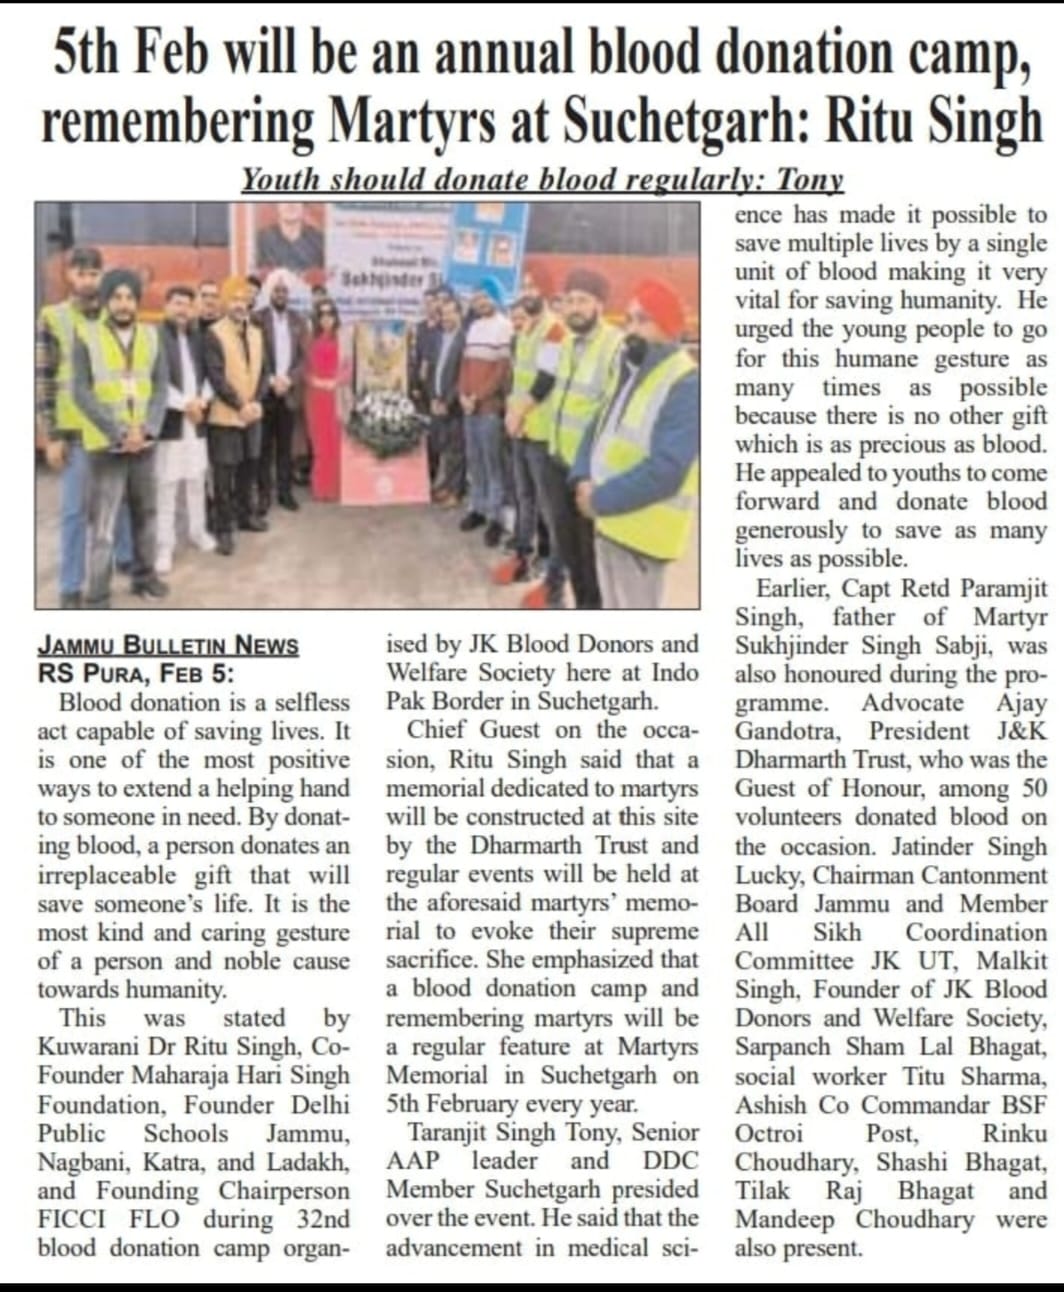 5th Feb will be an annual blood donation camp,
remembering Martyrs at Suchetgarh: Ritu Singh
Youth should donate blood regularly: Tony
Sukhjinder
JAMMU BULLETIN NEWS
RS PURA, FEB 5:
Blood donation is a selfless
act capable of saving lives. It
is one of the most positive
ways to extend a helping hand
to someone in need. By donat-
ing blood, a person donates an
irreplaceable gift that will
save someone's life. It is the
most kind and caring gesture
of a person and noble cause
towards humanity.
This was stated by
Kuwarani Dr Ritu Singh, Co-
Founder Maharaja Hari Singh
Foundation, Founder Delhi
Public Schools Jammu,
Nagbani, Katra, and Ladakh,
and Founding Chairperson
FICCI FLO during 32nd
blood donation camp organ-
ised by JK Blood Donors and
Welfare Society here at Indo
Pak Border in Suchetgarh.
Chief Guest on the occa-
sion, Ritu Singh said that a
memorial dedicated to martyrs
will be constructed at this site
by the Dharmarth Trust and
regular events will be held at
the aforesaid martyrs' memo-
rial to evoke their supreme
sacrifice. She emphasized that
a blood donation camp and
remembering martyrs will be
a regular feature at Martyrs
Memorial in Suchetgarh on
5th February every year.
Taranjit Singh Tony, Senior
AAP leader and DDC
Member Suchetgarh presided
over the event. He said that the
advancement in medical sci-
ence has made it possible to
save multiple lives by a single
unit of blood making it very
vital for saving humanity. He
urged the young people to go
for this humane gesture as
many times as possible
because there is no other gift
which is as precious as blood.
He appealed to youths to come
forward and donate blood
generously to save as many
lives as possible.
Earlier, Capt Retd Paramjit
Singh, father of Martyr
Sukhjinder Singh Sabji, was
also honoured during the pro-
gramme. Advocate Ajay
Gandotra, President J&K
Dharmarth Trust, who was the
Guest of Honour, among 50
volunteers donated blood on
the occasion. Jatinder Singh
Lucky, Chairman Cantonment
Board Jammu and Member
All Sikh Coordination
Committee JK UT, Malkit
Singh, Founder of JK Blood
Donors and Welfare Society,
Sarpanch Sham Lal Bhagat,
social worker Titu Sharma,
Ashish Co Commandar BSF
Octroi Post, Rinku
Choudhary, Shashi Bhagat,
Tilak Raj Bhagat and
Mandeep Choudhary were
also present.